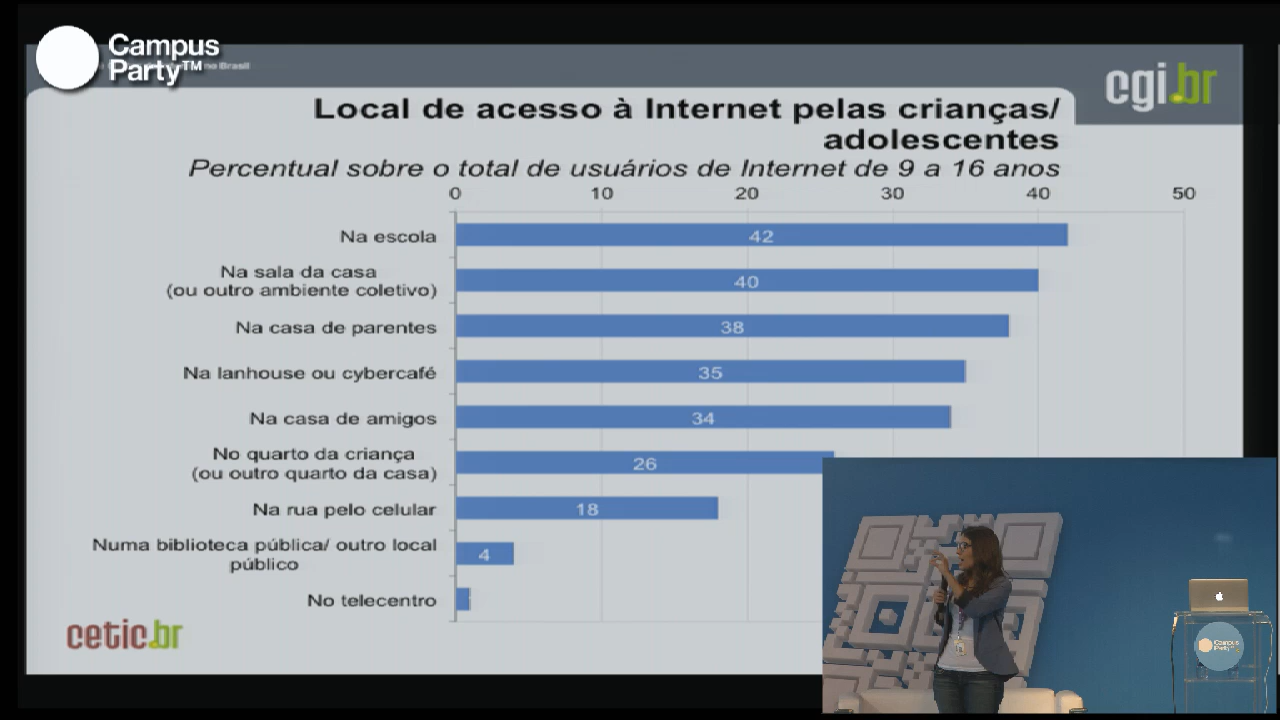 Campus
Party™
no Brasil
cgi.br
Local de acesso à Internet pelas crianças/
adolescentes
Percentual sobre o total de usuários de Internet de 9 a 16 anos
0 10 20 30 40 50
Na escola 42
Na sala da casa
(ou outro ambiente coletivo) 40
Na casa de parentes 38
Na lanhouse ou cybercafé 35
Na casa de amigos 34
No quarto da criança
(ou outro quarto da casa) 26
Na rua pelo celular 18
Numa biblioteca pública/ outro local
público 4
No telecentro
cetic.br
Campus
Party